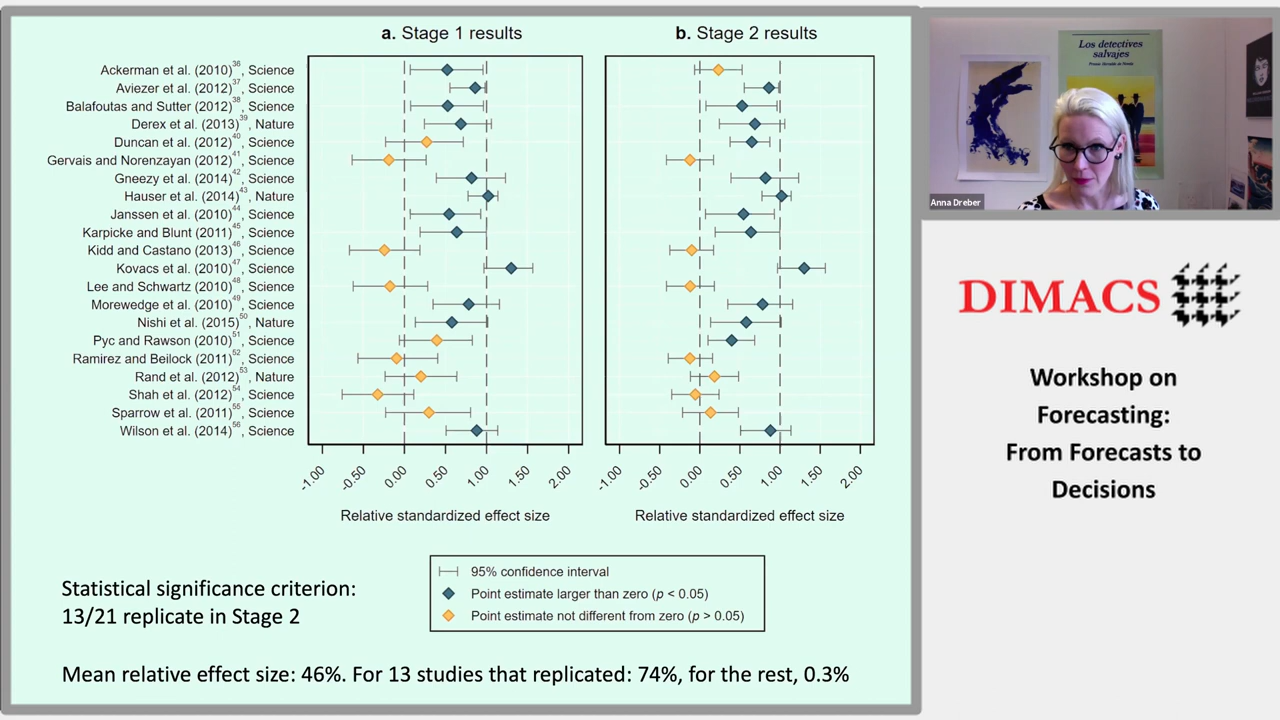 a. Stage 1 results
b. Stage 2 results
Ackerman et al. (2010)36, Science
Aviezer et al. (2012)37, Science
Balafoutas and Sutter (2012)38, Science
Derex et al. (2013)39, Nature
Duncan et al. (2012)40, Science
Gervais and Norenzayan (2012)41, Science
Gneezy et al. (2014)42, Science
Hauser et al. (2014)43, Nature
Janssen et al. (2010)44, Science
Karpicke and Blunt (2011)45, Science
Kidd and Castano (2013)46, Science
Kovacs et al. (2010)47, Science
Lee and Schwartz (2010)48, Science
Morewedge et al. (2010)49, Science
Nishi et al. (2015)50, Nature
Pyc and Rawson (2010)51, Science
Ramirez and Beilock (2011)52, Science
Rand et al. (2012)53, Nature
Shah et al. (2012)54, Science
Sparrow et al. (2011)55, Science
Wilson et al. (2014)56, Science
-1.00 -0.50 0.00 0.50 1.00 1.50 2.00
-1.00 -0.50 0.00 0.50 1.00 1.50 2.00
Relative standardized effect size
Relative standardized effect size
95% confidence interval
Point estimate larger than zero (p < 0.05)
Point estimate not different from zero (p > 0.05)
Statistical significance criterion:
13/21 replicate in Stage 2
Mean relative effect size: 46%. For 13 studies that replicated: 74%, for the rest, 0.3%
Los detectives
salvajes
Anna Dreber
DIMACS
Workshop on
Forecasting:
From Forecasts to
Decisions